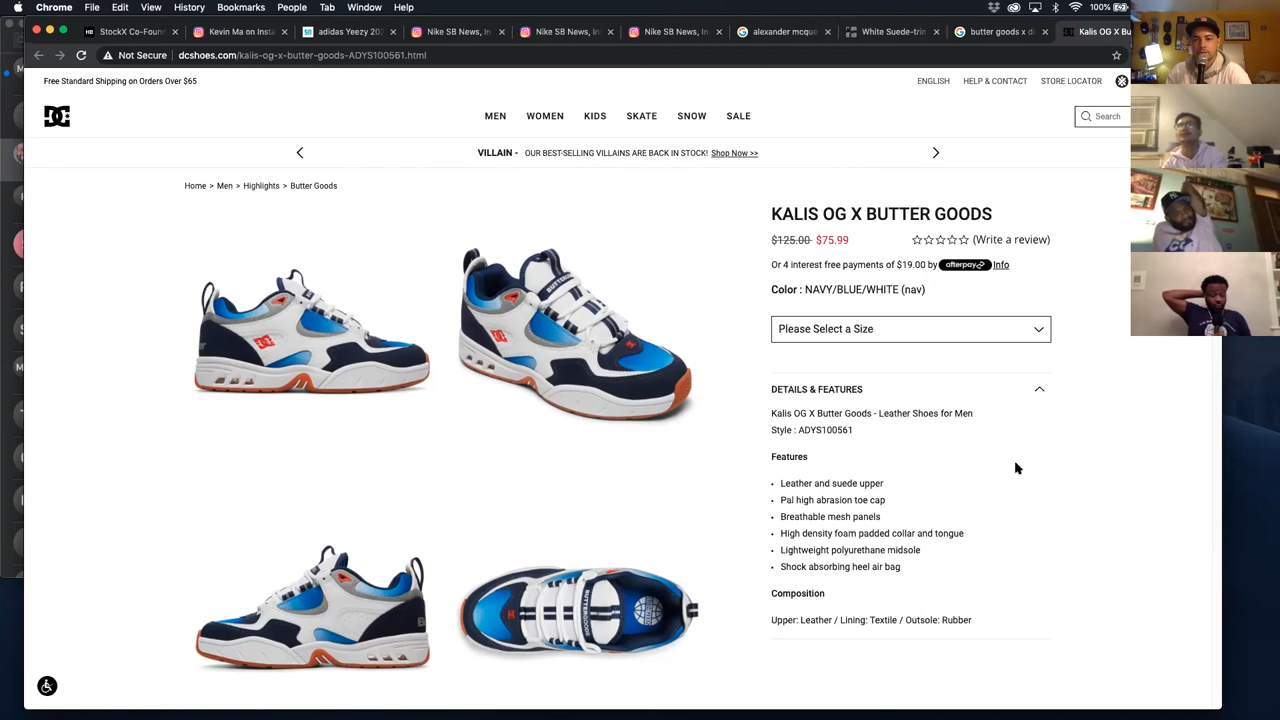 Chrome File Edit View History Bookmarks People Tab Window Help
100%
StockX Co-Foun
Kevin Ma on Insta
adidas Yeezy 202
Nike SB News, In
Nike SB News, In
Nike SB News, In
alexander mcque
White Suede-trin
butter goods x d
Kalis OG X Bu
Not Secure dcshoes.com/kalis-og-x-butter-goods-ADYS100561.html
Free Standard Shipping on Orders Over $65
ENGLISH HELP & CONTACT STORE LOCATOR
MEN WOMEN KIDS SKATE SNOW SALE
Search
VILLAIN - OUR BEST-SELLING VILLAINS ARE BACK IN STOCK! Shop Now >>
Home > Men > Highlights > Butter Goods
KALIS OG X BUTTER GOODS
$125.00 $75.99 (Write a review)
Or 4 interest free payments of $19.00 by afterpay Info
Color : NAVY/BLUE/WHITE (nav)
Please Select a Size
DETAILS & FEATURES
Kalis OG X Butter Goods - Leather Shoes for Men
Style : ADYS100561
Features
• Leather and suede upper
• Pal high abrasion toe cap
• Breathable mesh panels
• High density foam padded collar and tongue
• Lightweight polyurethane midsole
• Shock absorbing heel air bag
Composition
Upper: Leather / Lining: Textile / Outsole: Rubber